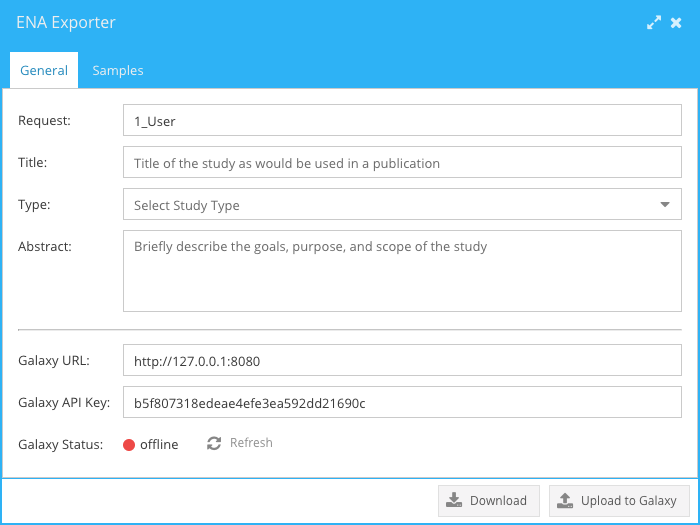 ENA Exporter
General Samples
Request: 1_User
Title: Title of the study as would be used in a publication
Type: Select Study Type
Abstract: Briefly describe the goals, purpose, and scope of the study
Galaxy URL: http://127.0.0.1:8080
Galaxy API Key: b5f807318edeae4efe3ea592dd21690c
Galaxy Status: offline Refresh
Download Upload to Galaxy